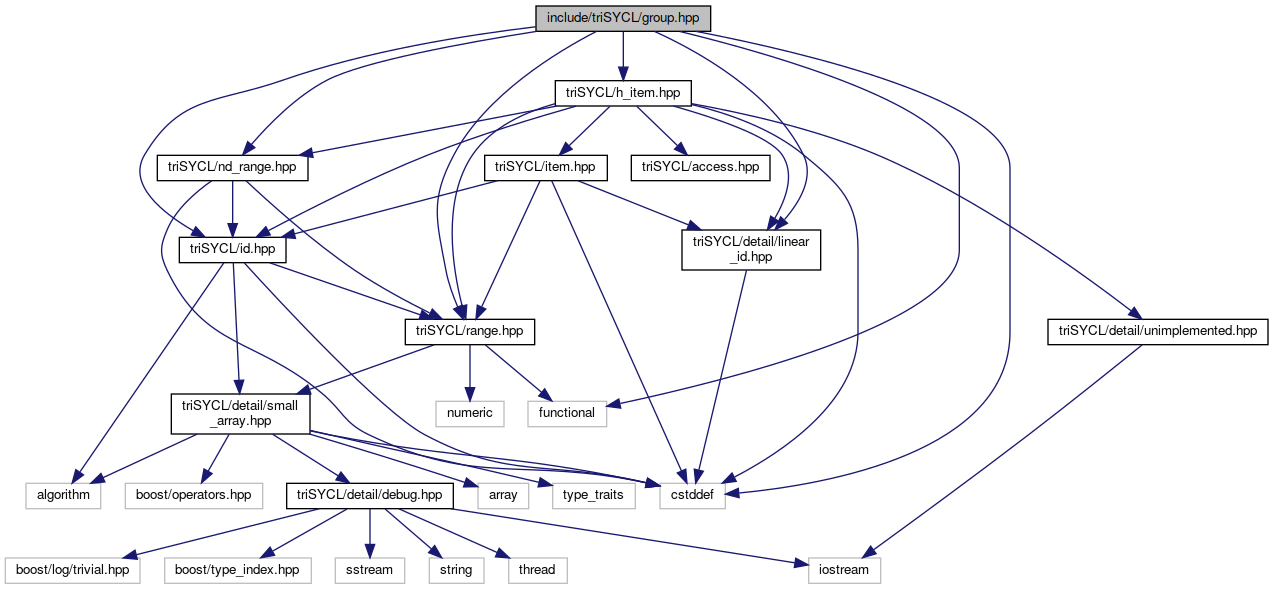 include/triSYCL/group.hpp
triSYCL/h_item.hpp
triSYCL/nd_range.hpp
triSYCL/item.hpp
triSYCL/access.hpp
triSYCL/id.hpp
triSYCL/detail/linear
_id.hpp
triSYCL/range.hpp
triSYCL/detail/unimplemented.hpp
triSYCL/detail/small
_array.hpp
numeric
functional
algorithm
boost/operators.hpp
triSYCL/detail/debug.hpp
array
type_traits
cstddef
boost/log/trivial.hpp
boost/type_index.hpp
sstream
string
thread
iostream